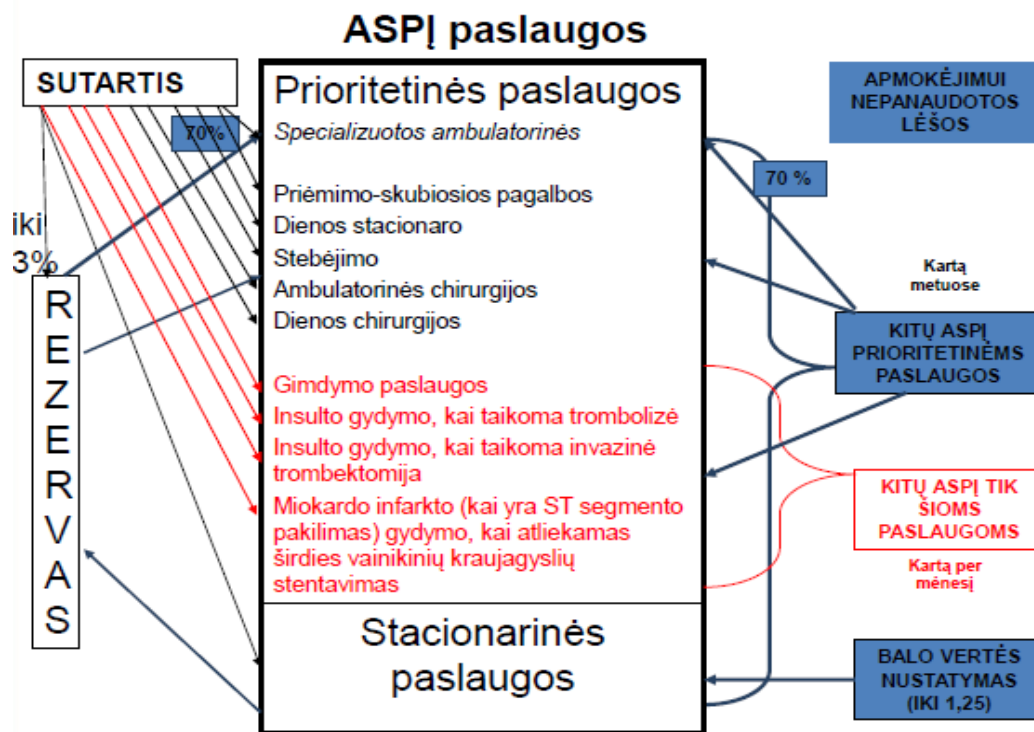 ASPĮ paslaugos
SUTARTIS
70%
iki
3%
REZERVAS
Prioritetinės paslaugos
Specializuotos ambulatorinės
Priėmimo-skubiosios pagalbos
Dienos stacionaro
Stebėjimo
Ambulatorinės chirurgijos
Dienos chirurgijos
Gimdymo paslaugos
Insulto gydymo, kai taikoma trombolizė
Insulto gydymo, kai taikoma invazinė
trombektomija
Miokardo infarkto (kai yra ST segmento
pakilimas) gydymo, kai atliekamas
širdies vainikinių kraujagyslių
stentavimas
Stacionarinės
paslaugos
APMOKĖJIMUI
NEPANAUDOTOS
LĖŠOS
70 %
Kartą
metuose
KITŲ ASPĮ
PRIORITETINĖMS
PASLAUGOS
KITŲ ASPĮ TIK
ŠIOMS
PASLAUGOMS
Kartą per
mėnesį
BALO VERTĖS
NUSTATYMAS
(IKI 1,25)